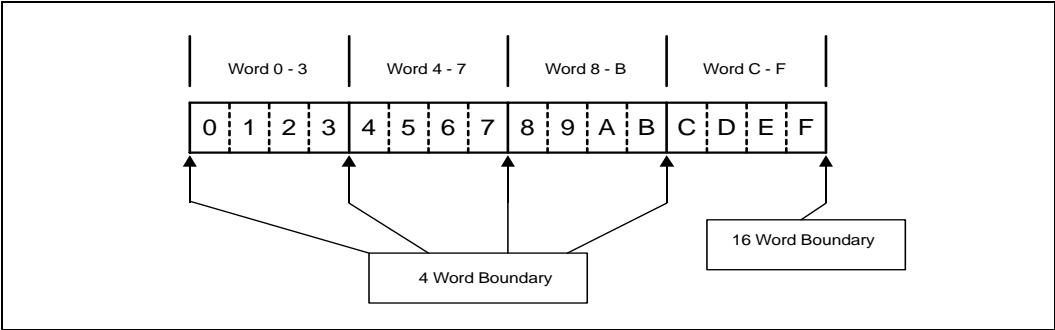 Word 0 - 3 Word 4 - 7 Word 8 - B Word C - F
0 1 2 3 4 5 6 7 8 9 A B C D E F
16 Word Boundary
4 Word Boundary